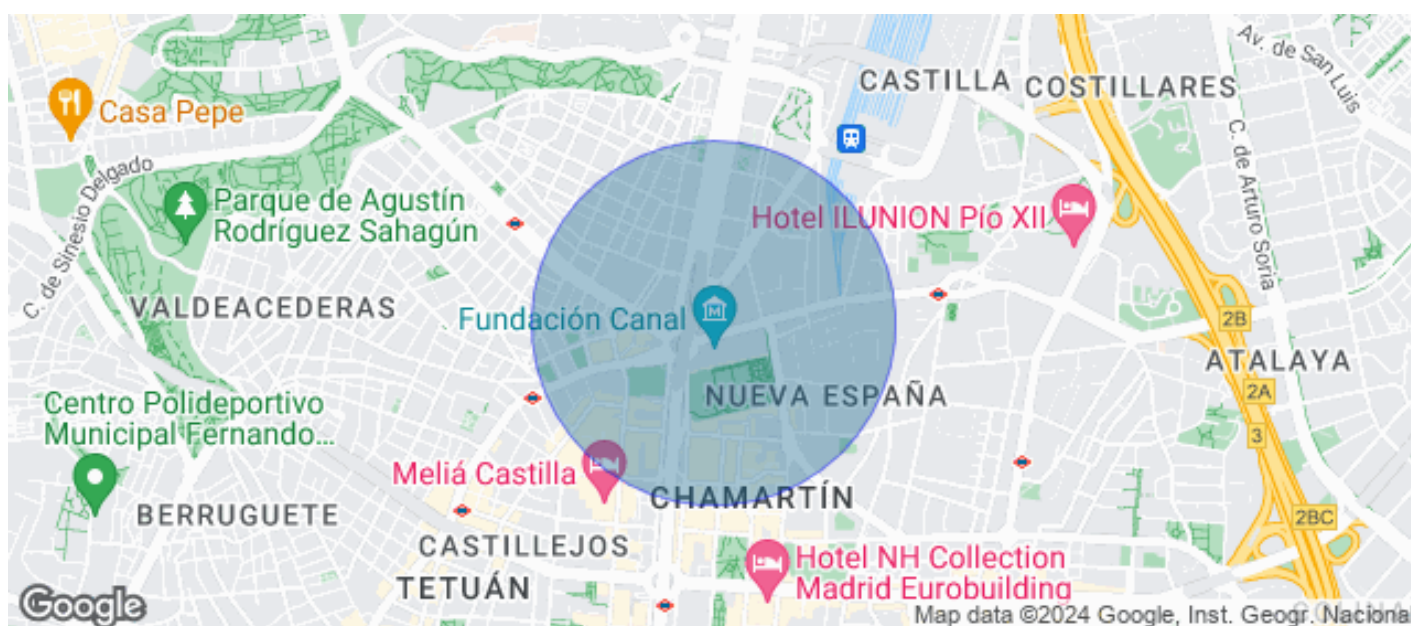 CASTILLA
COSTILLARES
Av. de San Luis
Casa Pepe
C. de Sinesio Delgado
C. de Arturo Soria
Parque de Agustín
Rodríguez Sahagún
Hotel ILUNION Pío XII
VALDEACEDERAS
Fundación Canal
2B
ATALAYA
NUEVA ESPAÑA
2A
Centro Polideportivo
Municipal Fernando...
3
Meliá Castilla
CHAMARTÍN
BERRUGUETE
2BC
CASTILLEJOS
TETUÁN
Hotel NH Collection
Madrid Eurobuilding
Google
Map data ©2024 Google, Inst. Geogr. Nacional